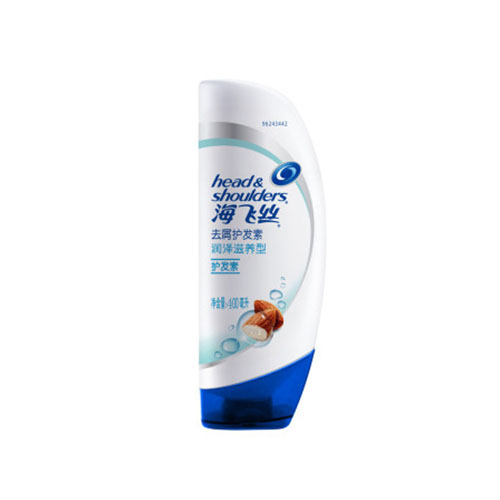 96243442
head&
shoulders
海飞丝
去屑护发素
润泽滋养型
护发素
净含量:400毫升